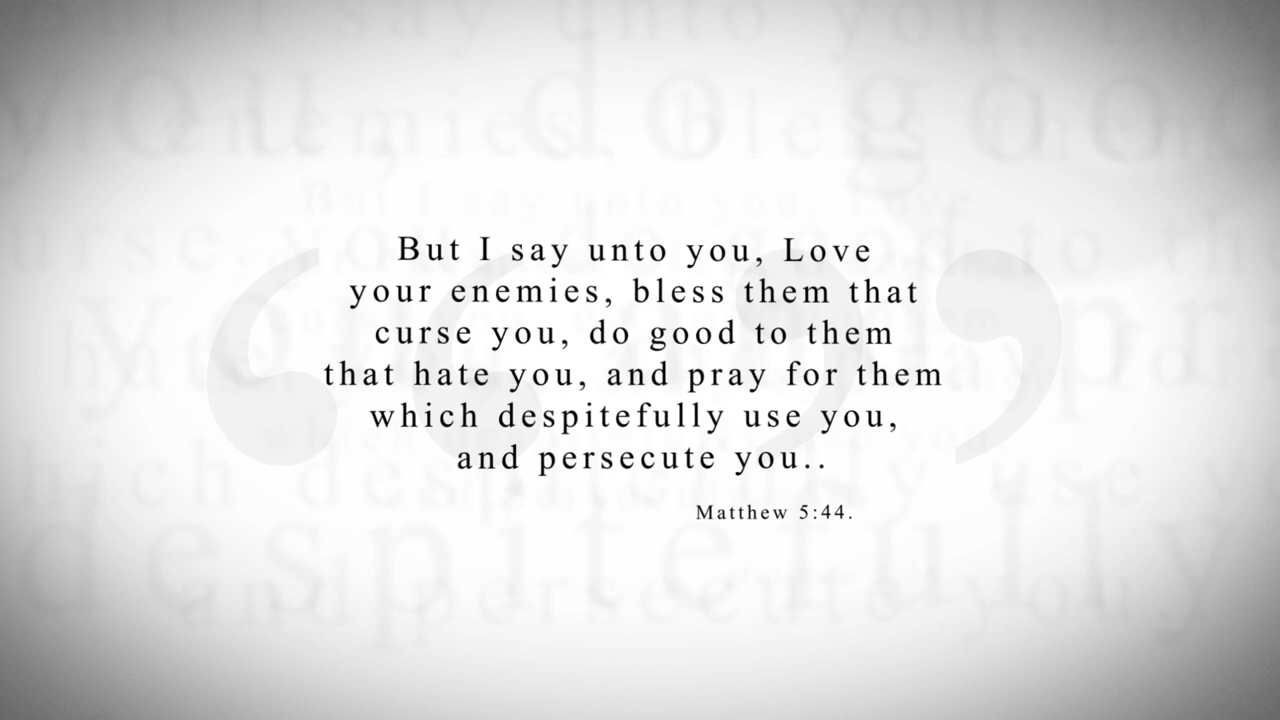 But I say unto you, Love
your enemies, bless them that
curse you, do good to them
that hate you, and pray for them
which despitefully use you,
and persecute you..
Matthew 5:44.